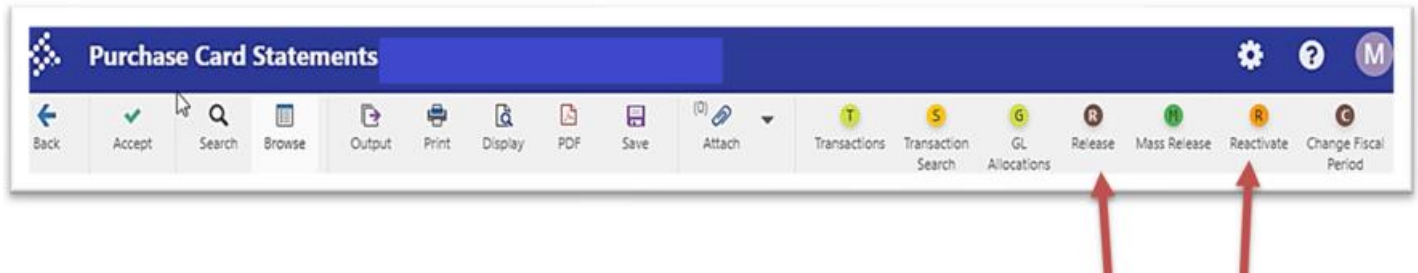 Purchase Card Statements
? M
(0)
T S G R M R C
Back Accept Search Browse Output Print Display PDF Save Attach Transactions Transaction GL Release Mass Release Reactivate Change Fiscal
Search Allocations Period